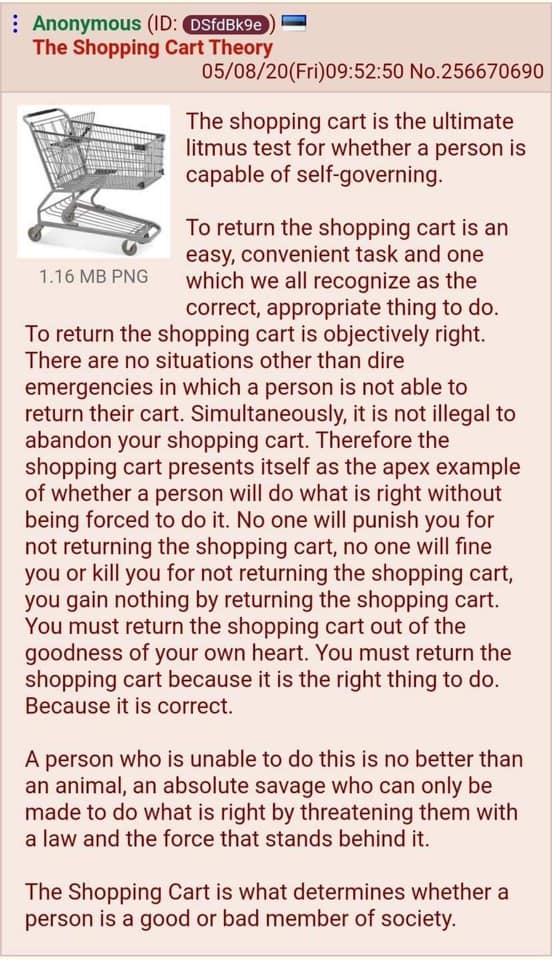 Anonymous (ID: DSfdBk9e)
The Shopping Cart Theory
05/08/20(Fri)09:52:50 No.256670690
The shopping cart is the ultimate
litmus test for whether a person is
capable of self-governing.
To return the shopping cart is an
easy, convenient task and one
1.16 MB PNG
which we all recognize as the
correct, appropriate thing to do.
To return the shopping cart is objectively right.
There are no situations other than dire
emergencies in which a person is not able to
return their cart. Simultaneously, it is not illegal to
abandon your shopping cart. Therefore the
shopping cart presents itself as the apex example
of whether a person will do what is right without
being forced to do it. No one will punish you for
not returning the shopping cart, no one will fine
you or kill you for not returning the shopping cart,
you gain nothing by returning the shopping cart.
You must return the shopping cart out of the
goodness of your own heart. You must return the
shopping cart because it is the right thing to do.
Because it is correct.
A person who is unable to do this is no better than
an animal, an absolute savage who can only be
made to do what is right by threatening them with
a law and the force that stands behind it.
The Shopping Cart is what determines whether a
person is a good or bad member of society.